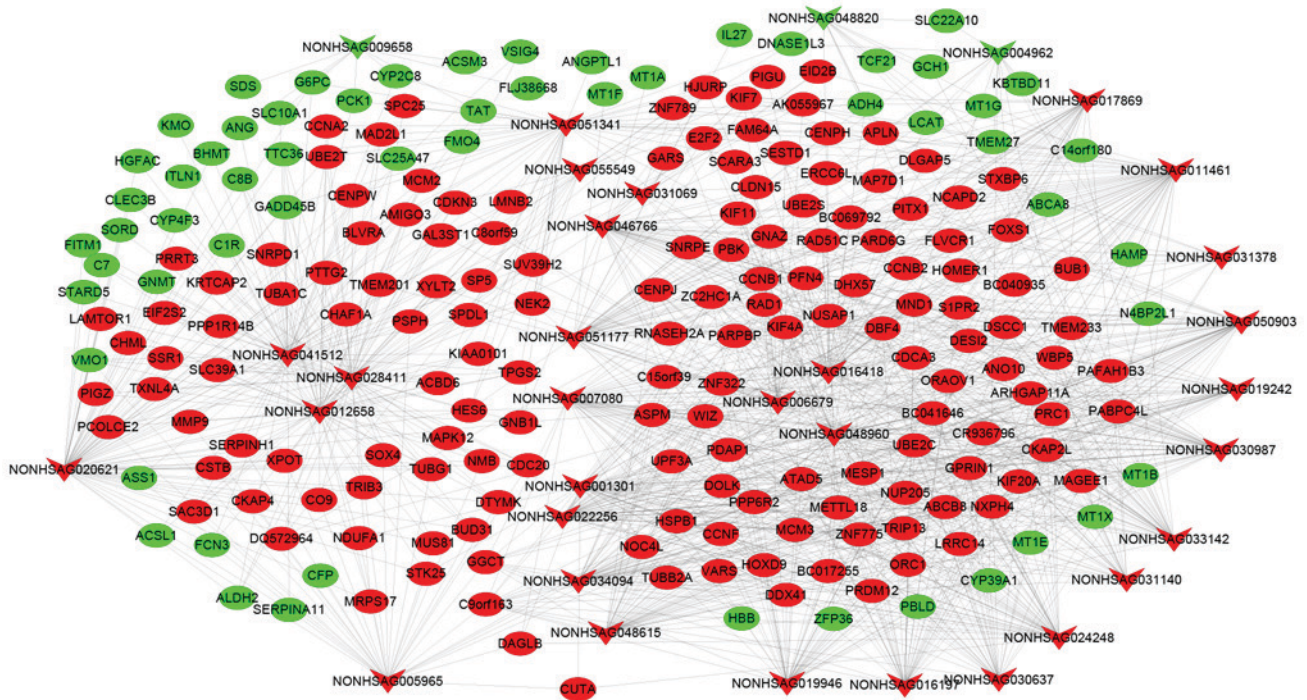 NONHSAG048820
SLC22A10
IL27
DNASE1L3
NONHSAG009658
VSIG4
ACSM3
ANGPTL1
NONHSAG004962
TCF21
GCH1
G6PC
CYP2C8
FLJ38668
MT1A
PIGU
EID2B
KBTBD11
SDS
HJURP
KIF7
AK055967
SLC10A1
PCK1
SPC25
TAT
MT1F
ZNF789
ADH4
MT1G
NONHSAG017869
KMO
ANG
CCNA2
MAD2L1
NONHSAG051341
E2F2
FAM64A
CENPH
APLN
LCAT
TMEM27
HGFAC
BHMT
TTC36
UBE2T
SLC25A47
FMO4
GARS
SCARA3
SESTD1
DLGAP5
C14orf180
ITLN1
C8B
NONHSAG055549
ERCC6L
MAP7D1
STXBP6
NONHSAG011461
CLEC3B
CENPW
MCM2
NONHSAG031069
CLDN15
NCAPD2
CYP4F3
GADD45B
CDKN3
LMNB2
UBE2S
PITX1
ABCA8
SORD
AMIGO3
KIF11
BC069792
FOXS1
FITM1
C1R
BLVRA
GAL3ST1
C8orf59
NONHSAG046766
GNAZ
RAD51C
PARD6G
FLVCR1
C7
PRRT3
SNRPD1
SNRPE
PBK
HAMP
NONHSAG031378
STARD5
GNMT
KRTCAP2
PTTG2
TMEM201
XYLT2
SP5
SUV39H2
CCNB1
PFN4
DHX57
CCNB2
HOMER1
BUB1
BC040935
TUBA1C
CENPJ
ZC2HC1A
LAMTOR1
EIF2S2
NEK2
RAD1
MND1
S1PR2
N4BP2L1
PPP1R14B
CHAF1A
PSPH
SPDL1
NUSAP1
NONHSAG050903
CHML
RNASEH2A
PARPBP
KIF4A
DBF4
DSCC1
TMEM233
NONHSAG051177
DESI2
VMO1
SSR1
NONHSAG041512
KIAA0101
CDCA3
WBP5
SLC39A1
NONHSAG028411
TPGS2
C15orf39
NONHSAG016418
ANO10
PAFAH1B3
PIGZ
TXNL4A
ACBD6
ZNF322
ORAOV1
ARHGAP11A
NONHSAG019242
NONHSAG007080
NONHSAG006679
PCOLCE2
MMP9
NONHSAG012658
HES6
ASPM
WIZ
BC041646
PRC1
PABPC4L
GNB1L
NONHSAG048960
CR936796
SERPINH1
MAPK12
UBE2C
CKAP2L
NONHSAG030987
NONHSAG020621
CSTB
XPOT
SOX4
TUBG1
NMB
CDC20
UPF3A
PDAP1
GPRIN1
ASS1
TRIB3
NONHSAG001301
DOLK
ATAD5
MESP1
KIF20A
MAGEE1
MT1B
SAC3D1
CKAP4
CO9
DTYMK
PPP6R2
METTL18
NUP205
ABCB8
NXPH4
NONHSAG022256
HSPB1
MT1X
ACSL1
FCN3
DQ572964
NDUFA1
MUS81
BUD31
CCNF
MCM3
ZNF775
TRIP13
NONHSAG033142
NOC4L
LRRC14
MT1E
CFP
STK25
GGCT
NONHSAG034094
TUBB2A
VARS
HOXD9
BC017255
ORC1
NONHSAG031140
CYP39A1
ALDH2
SERPINA11
MRPS17
C9orf163
DDX41
PRDM12
PBLD
HBB
ZFP36
NONHSAG048615
NONHSAG024248
DAGLB
NONHSAG005965
CUTA
NONHSAG019946
NONHSAG016197
NONHSAG030637